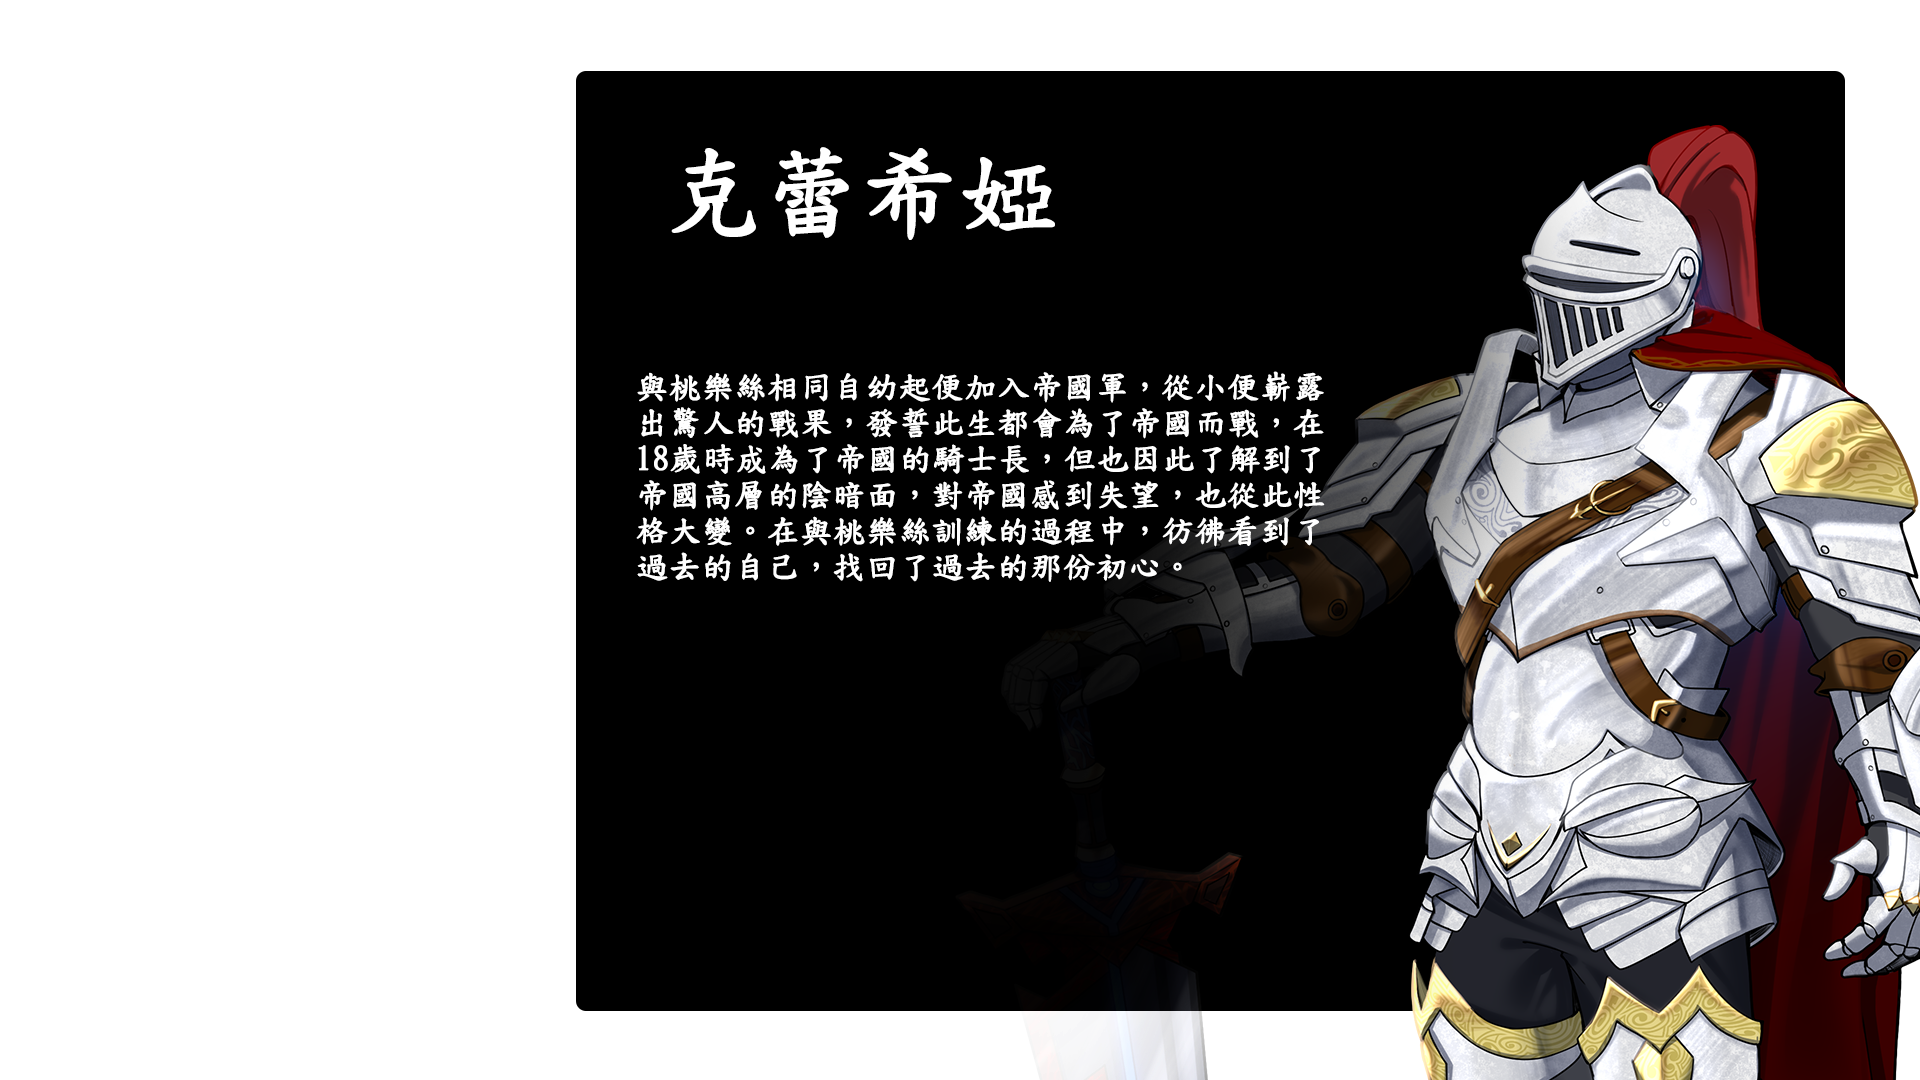 克蕾希婭
與桃樂絲相同自幼起便加入帝國軍，從小便嶄露
出驚人的戰果，發誓此生都會為了帝國而戰，在
18歲時成為了帝國的騎士長，但也因此了解到了
帝國高層的陰暗面，對帝國感到失望，也從此性
格大變。在與桃樂絲訓練的過程中，彷彿看到了
過去的自己，找回了過去的那份初心。